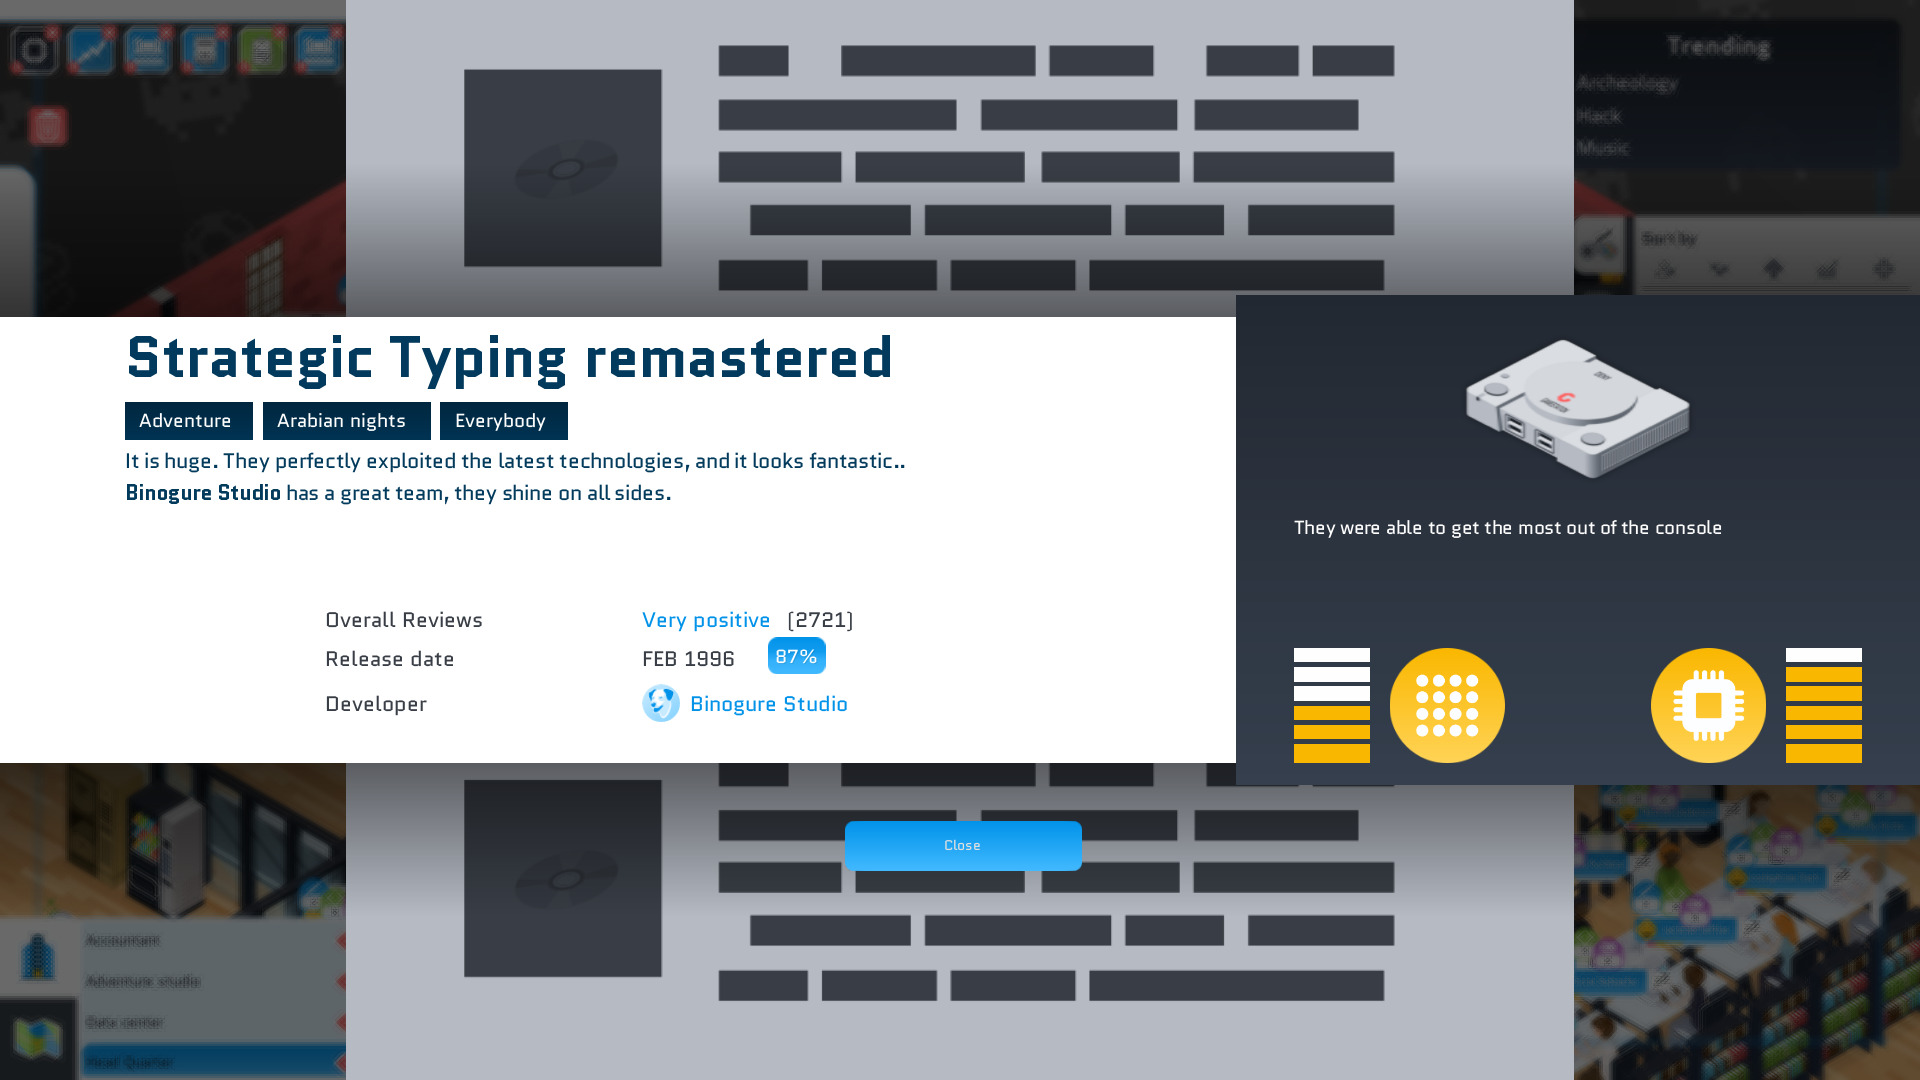 Trending
Archeology
Hack
Music
Sort by
Strategic Typing remastered
Adventure
Arabian nights
Everybody
It is huge. They perfectly exploited the latest technologies, and it looks fantastic..
Binogure Studio has a great team, they shine on all sides.
They were able to get the most out of the console
Overall Reviews
Very positive (2721)
Release date
FEB 1996
87%
Developer
Binogure Studio
Close
Accountant
Adventure studio
Data center
Head Quarter